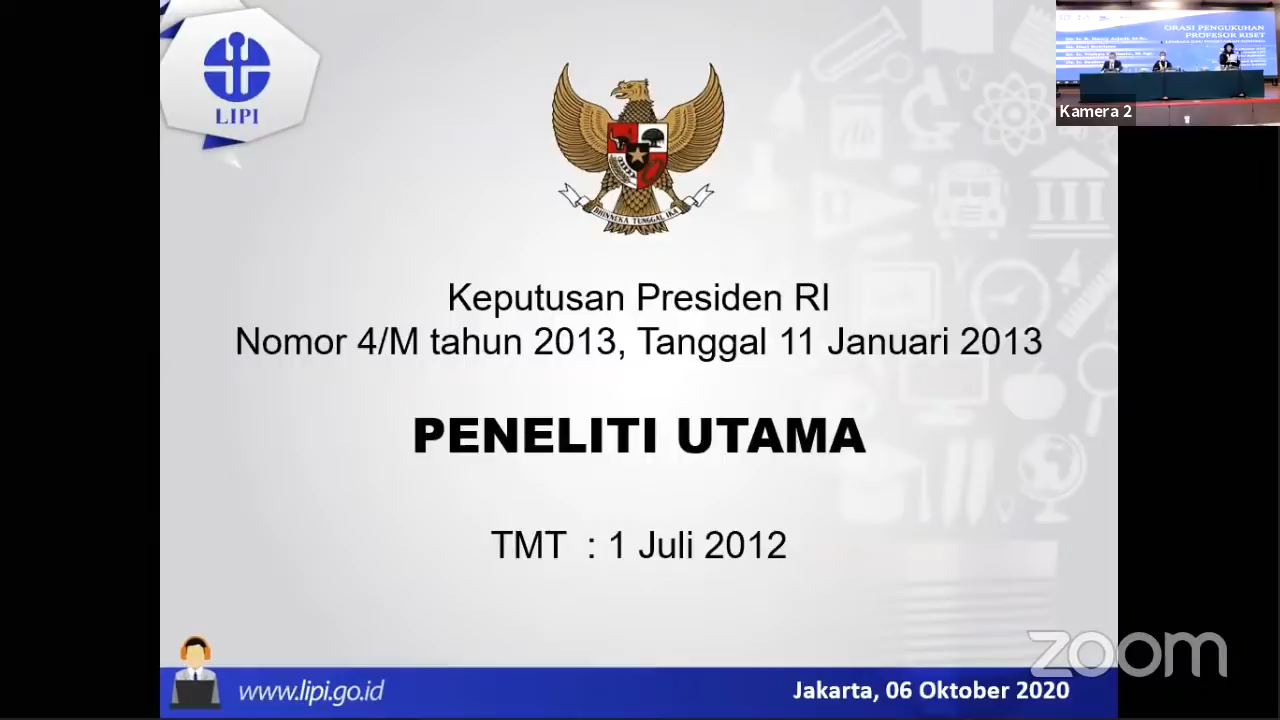 LIPI
ORASI PENGUKUHAN
PROFESOR RISET
Kamera 2
BHINNEKA TUNGGAL IKA
Keputusan Presiden RI
Nomor 4/M tahun 2013, Tanggal 11 Januari 2013
PENELITI UTAMA
TMT : 1 Juli 2012
zoom
www.lipi.go.id
Jakarta, 06 Oktober 2020